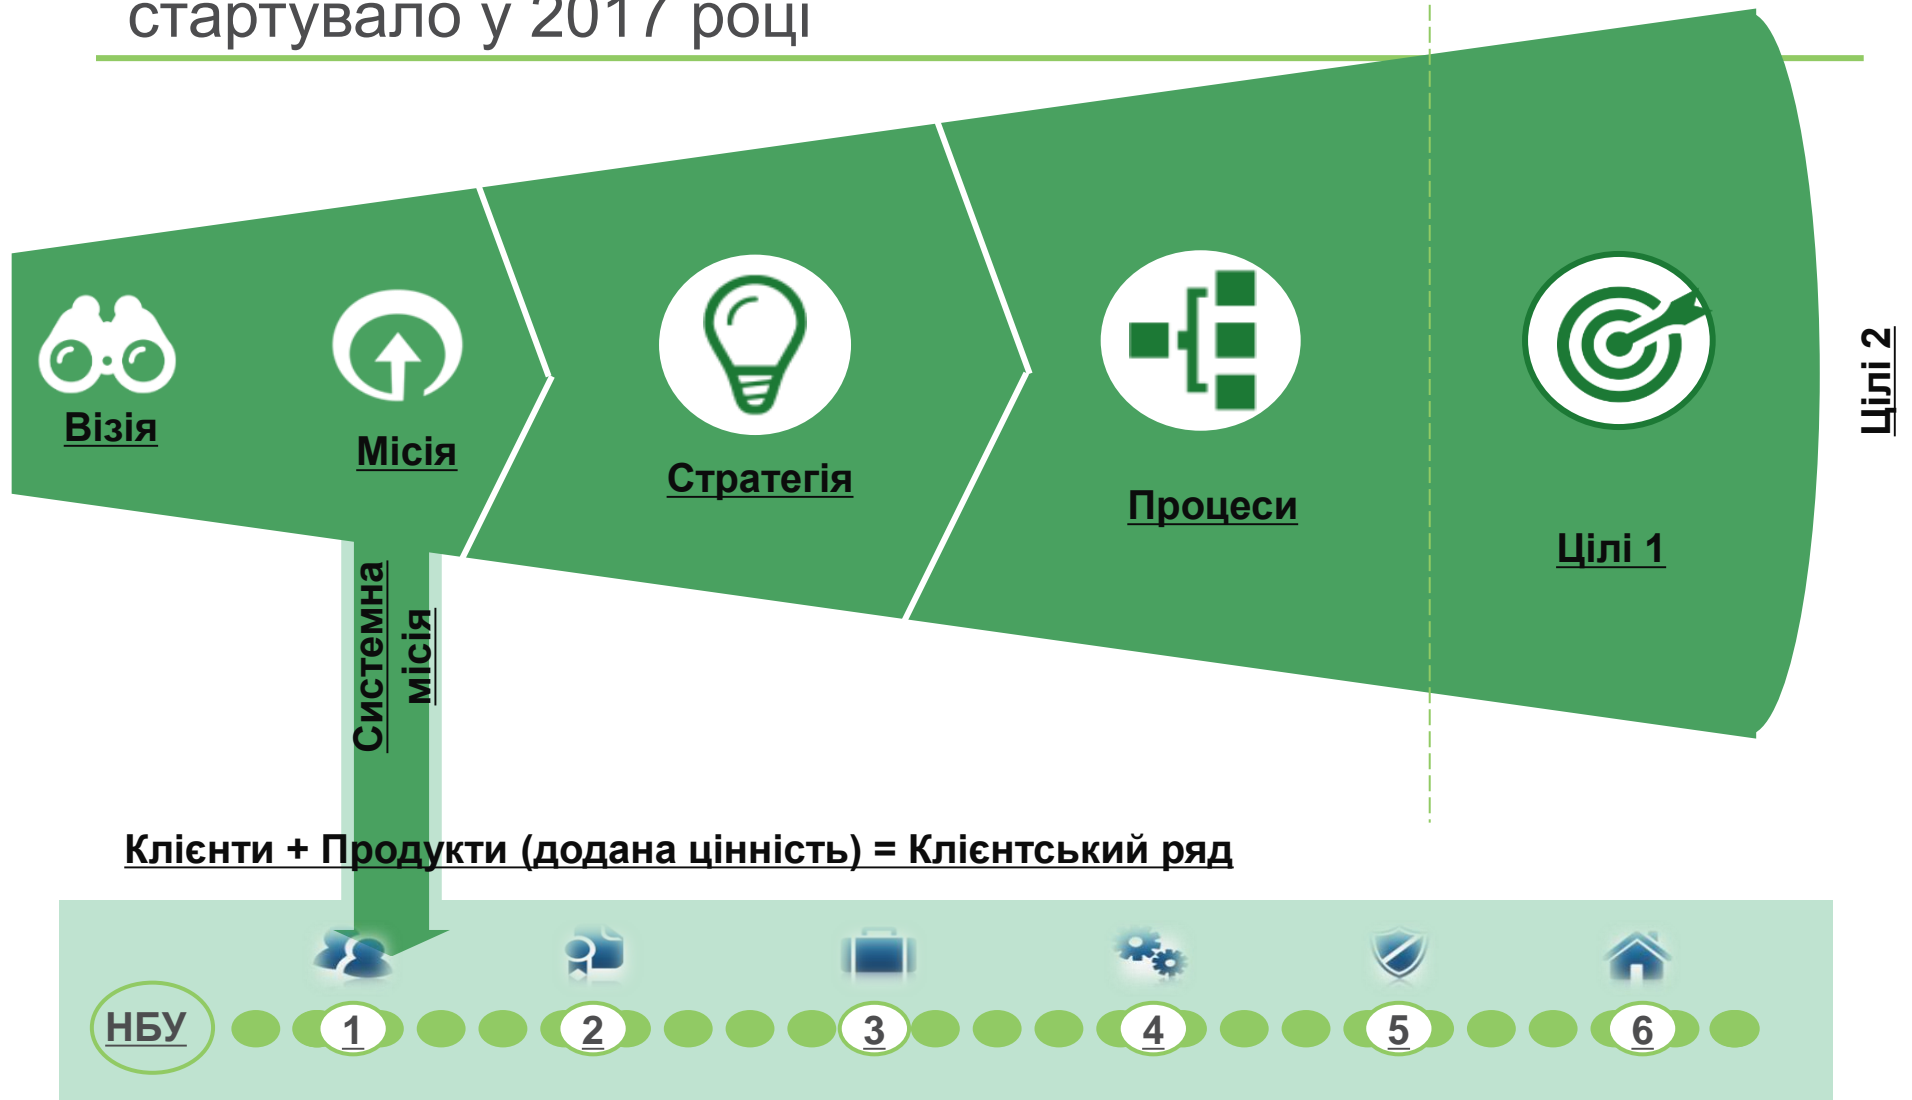 стартувало у 2017 році
Візія
Місія
Стратегія
Процеси
Цілі 1
Цілі 2
Системна
місія
Клієнти + Продукти (додана цінність) = Клієнтський ряд
НБУ
1
2
3
4
5
6